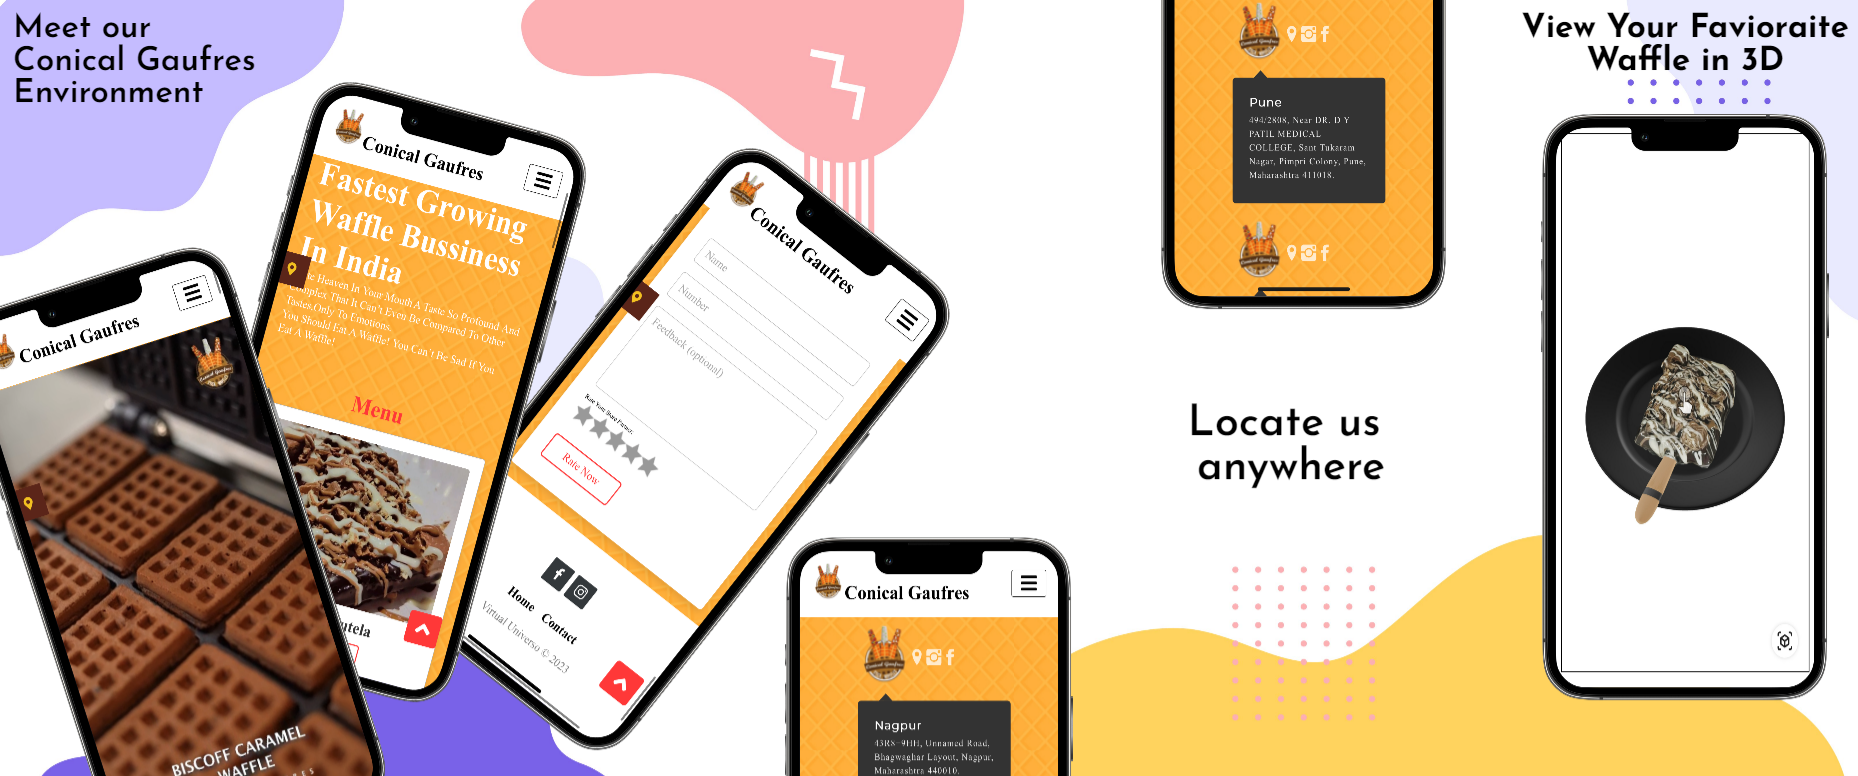 Meet our
Conical Gaufres
Environment
Conical Gaufres
BISCOFF CARAMEL
WAFFLE
Conical Gaufres
Fastest Growing
Waffle Bussiness
In India
Heaven In Your Mouth A Taste So Profound And
Complex That It Can't Even Be Compared To Other
Tastes,Only To Emotions.
You Should Eat A Waffle! You Can't Be Sad If You
Eat A Waffle!
Menu
Conical Gaufres
Name
Number
Feedback (optional)
Rate Your Store Partner,
Rate Now
Home Contact
Virtual Universo © 2023
Conical Gaufres
Nagpur
43R8-9HH, Unnamed Road,
Bhagwaghar Layout, Nagpur,
Maharashtra 440010.
Pune
494/2808, Near DR. D Y
PATIL MEDICAL
COLLEGE, Sant Tukaram
Nagar, Pimpri Colony, Pune,
Maharashtra 411018.
Locate us
anywhere
View Your Favioraite
Waffle in 3D